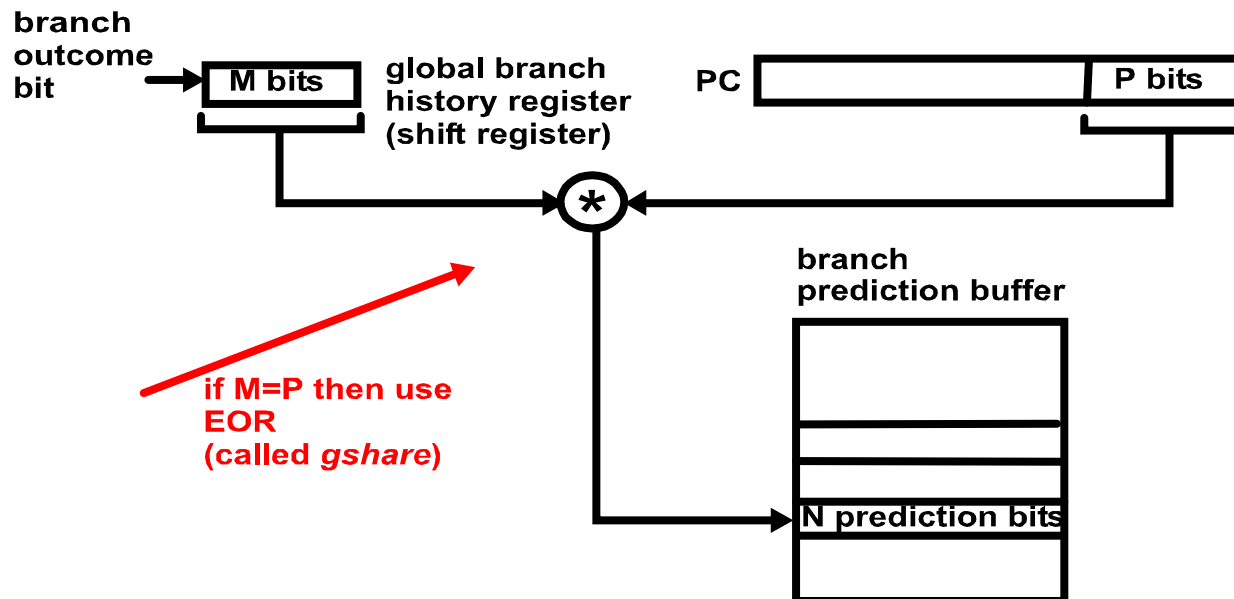 branch
outcome
bit
M bits
global branch
history register
(shift register)
PC
P bits
*
if M=P then use
EOR
(called gshare)
branch
prediction buffer
N prediction bits